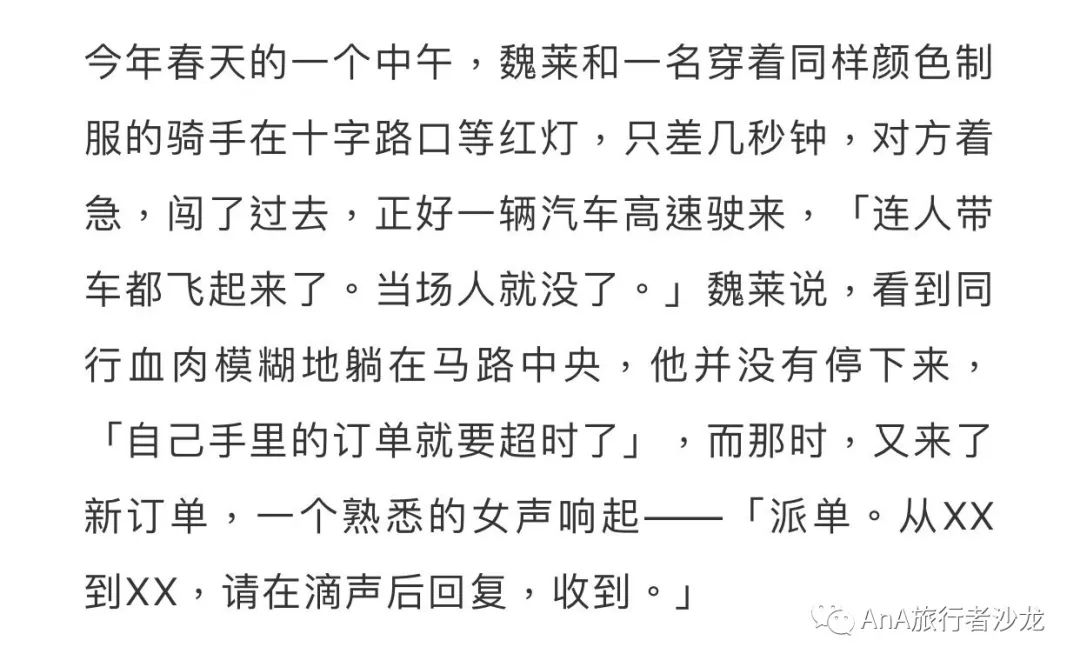 今年春天的一个中午，魏莱和一名穿着同样颜色制
服的骑手在十字路口等红灯，只差几秒钟，对方着
急，闯了过去，正好一辆汽车高速驶来，「连人带
车都飞起来了。当场人就没了。」魏莱说，看到同
行血肉模糊地躺在马路中央，他并没有停下来，
「自己手里的订单就要超时了」，而那时，又来了
新订单，一个熟悉的女声响起——「派单。从XX
到XX，请在滴声后回复，收到。」
AnA旅行者沙龙